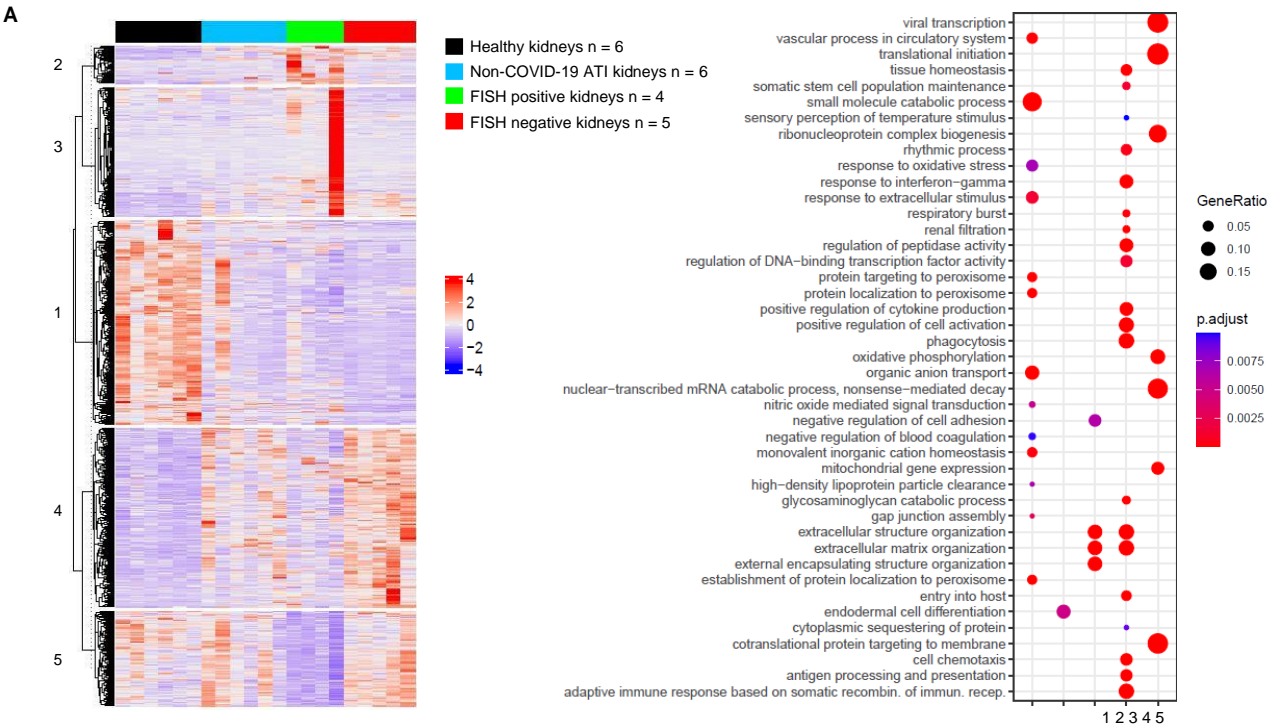 A
2
3
1
4
5
Healthy kidneys n = 6
Non-COVID-19 ATI kidneys n = 6
FISH positive kidneys n = 4
FISH negative kidneys n = 5
4
2
0
−2
−4
viral transcription
vascular process in circulatory system
translational initiation
tissue homeostasis
somatic stem cell population maintenance
small molecule catabolic process
sensory perception of temperature stimulus
ribonucleoprotein complex biogenesis
rhythmic process
response to oxidative stress
response to interferon−gamma
response to extracellular stimulus
respiratory burst
renal filtration
regulation of peptidase activity
regulation of DNA−binding transcription factor activity
protein targeting to peroxisome
protein localization to peroxisome
positive regulation of cytokine production
positive regulation of cell activation
phagocytosis
oxidative phosphorylation
organic anion transport
nuclear−transcribed mRNA catabolic process, nonsense−mediated decay
nitric oxide mediated signal transduction
negative regulation of cell adhesion
negative regulation of blood coagulation
monovalent inorganic cation homeostasis
mitochondrial gene expression
high−density lipoprotein particle clearance
glycosaminoglycan catabolic process
gap junction assembly
extracellular structure organization
extracellular matrix organization
external encapsulating structure organization
establishment of protein localization to peroxisome
entry into host
endodermal cell differentiation
cytoplasmic sequestering of protein
cotranslational protein targeting to membrane
cell chemotaxis
antigen processing and presentation
adaptive immune response based on somatic recombin. of immun. recep.
1 2 3 4 5
GeneRatio
0.05
0.10
0.15
p.adjust
0.0075
0.0050
0.0025